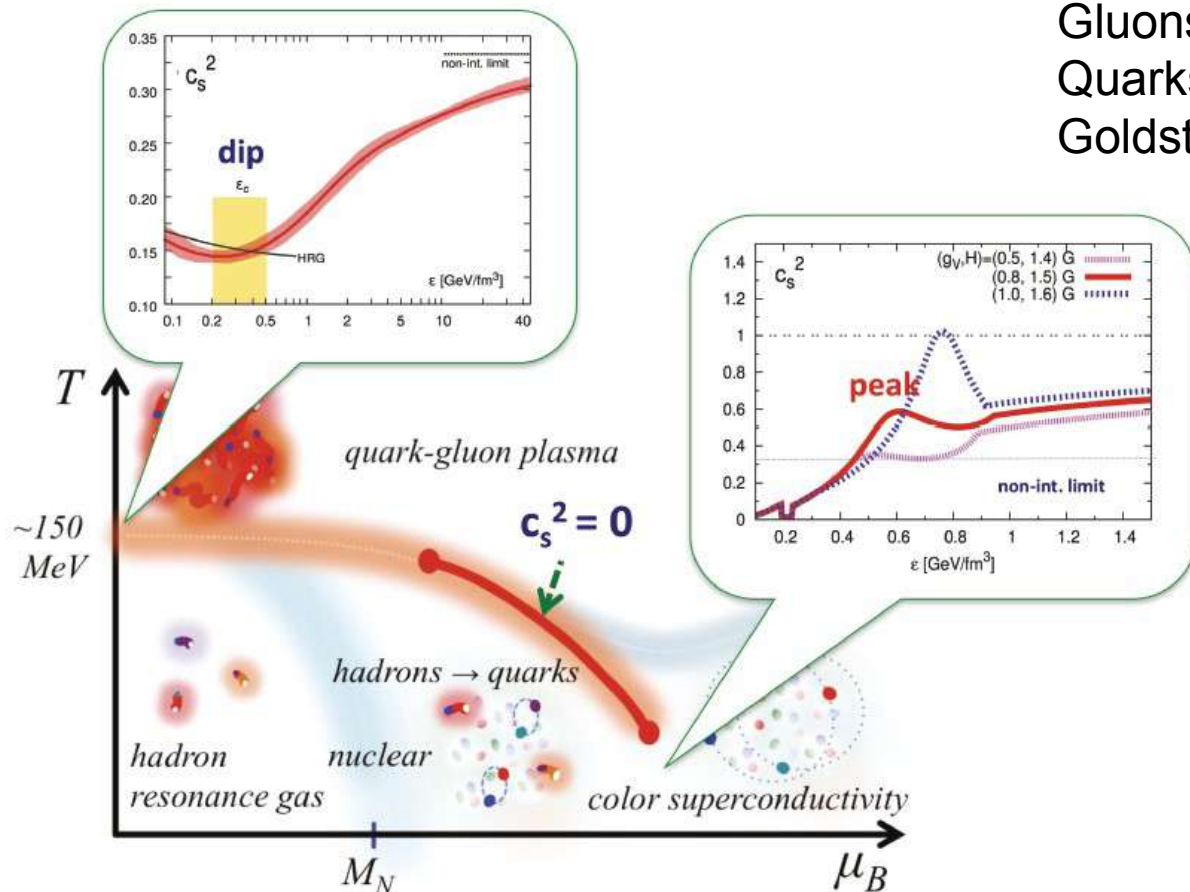 Gluons
Quarks
Goldst
0.35
0.30
0.25
0.20
0.15
0.10
c_s^2
non-int. limit
dip
ε_c
HRG
ε [GeV/fm^3]
0.1 0.2 0.5 1 2 5 10 20 40
1.4
1.2
1
0.8
0.6
0.4
0.2
0
c_s^2
(g_V,H)=(0.5, 1.4) G
(0.8, 1.5) G
(1.0, 1.6) G
peak
non-int. limit
0.2 0.4 0.6 0.8 1 1.2 1.4
ε [GeV/fm^3]
T
quark-gluon plasma
c_s^2 = 0
~150
MeV
hadrons → quarks
hadron
resonance gas
nuclear
color superconductivity
M_N
μ_B